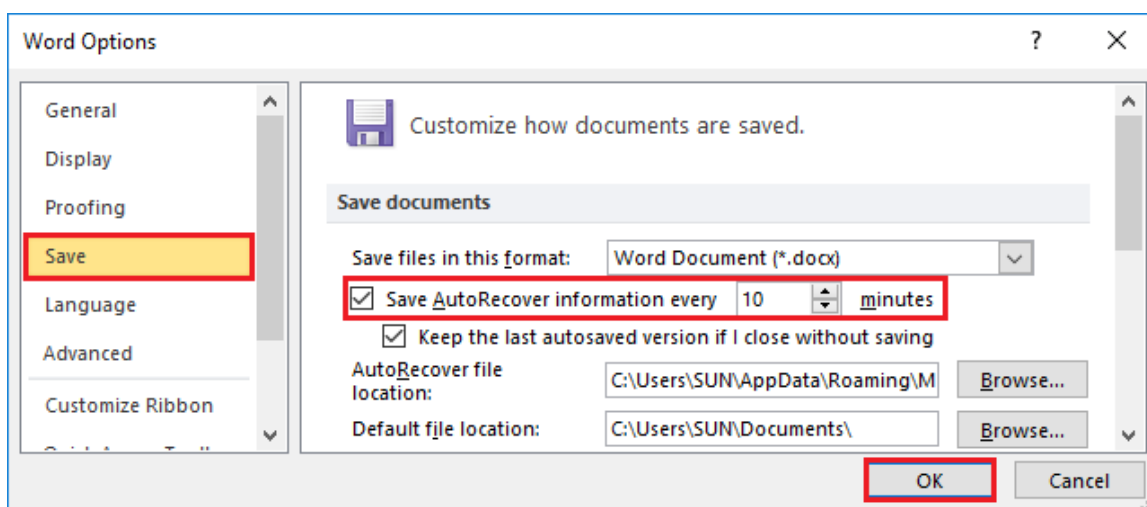 Word Options
General
Display
Proofing
Save
Language
Advanced
Customize Ribbon
Customize how documents are saved.
Save documents
Save files in this format: Word Document (*.docx)
Save AutoRecover information every 10 minutes
Keep the last autosaved version if I close without saving
AutoRecover file
location: C:\Users\SUN\AppData\Roaming\M Browse...
Default file location: C:\Users\SUN\Documents\ Browse...
OK Cancel